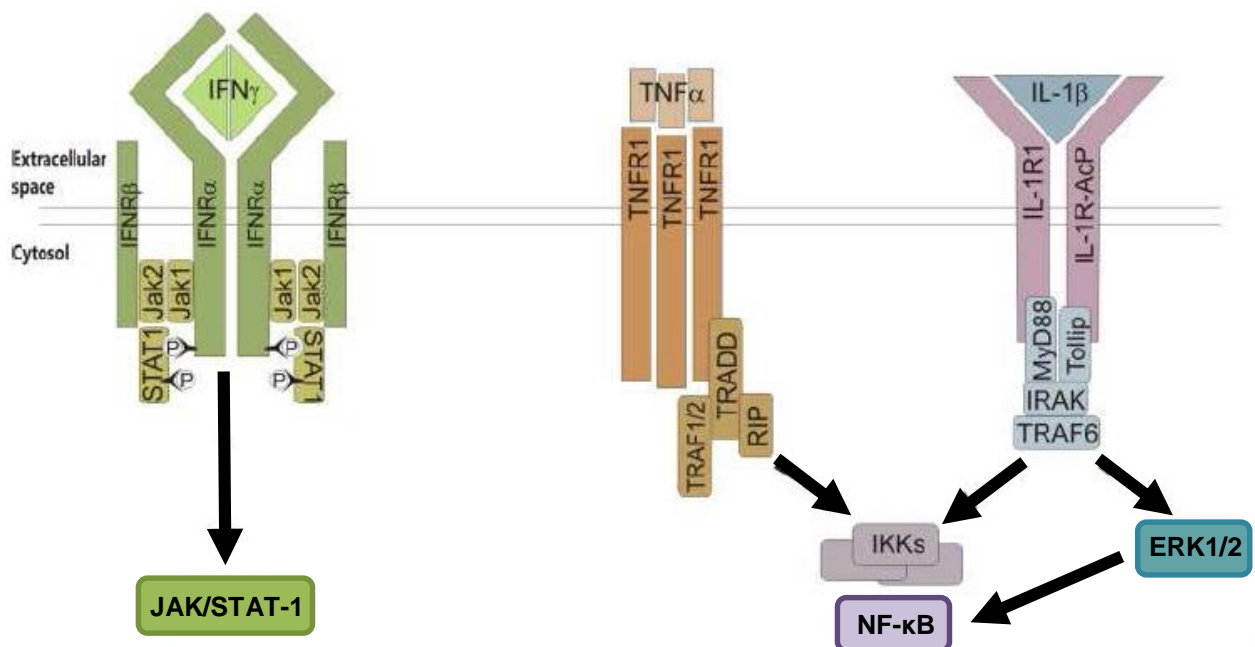 IFNγ
Extracellular
space
Cytosol
IFNRβ
IFNRα
IFNRα
IFNRβ
Jak2
Jak1
Jak1
Jak2
STAT1
P
P
STAT1
P
P
JAK/STAT-1
TNFα
TNFR1
TNFR1
TNFR1
TRADD
TRAF1/2
RIP
IL-1β
IL-1R1
IL-1R-AcP
MyD88
Tollip
IRAK
TRAF6
IKKs
ERK1/2
NF-κB